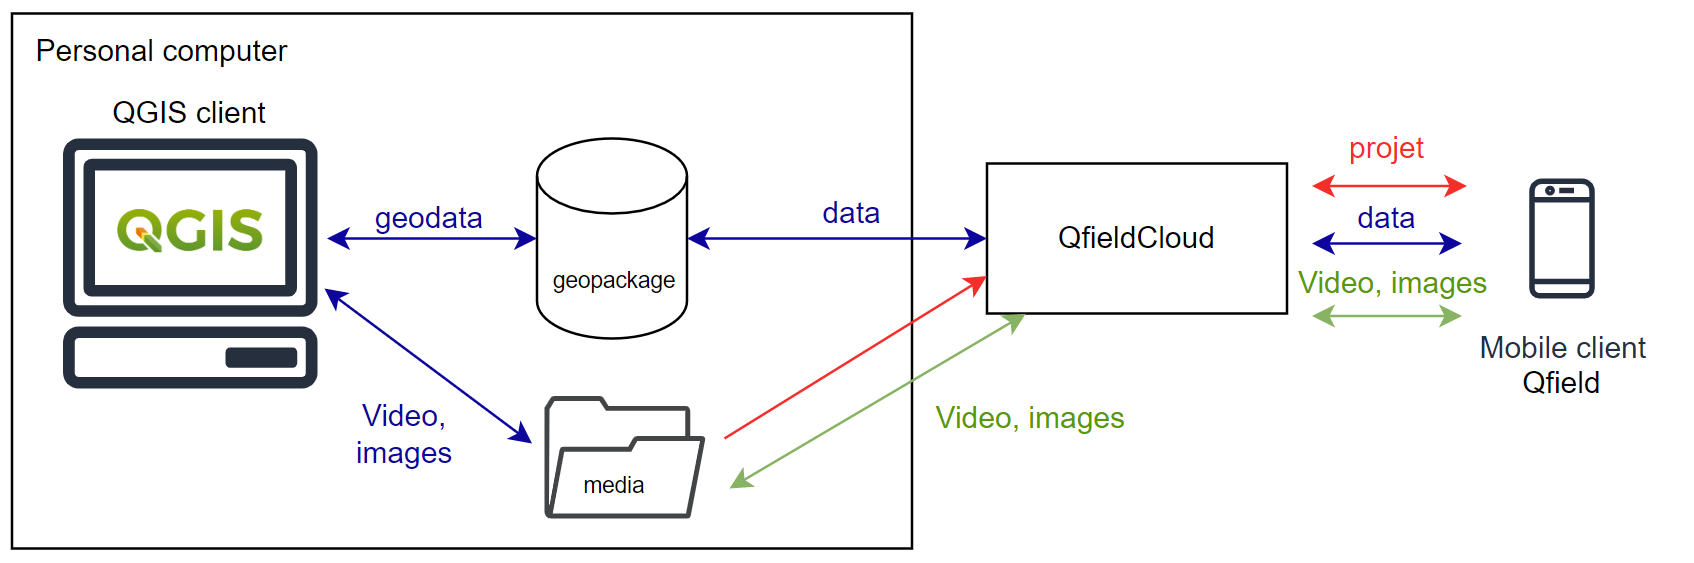 Personal computer
QGIS client
QGIS
geodata
geopackage
data
QfieldCloud
projet
data
Video, images
Mobile client
Qfield
Video,
images
media
Video, images